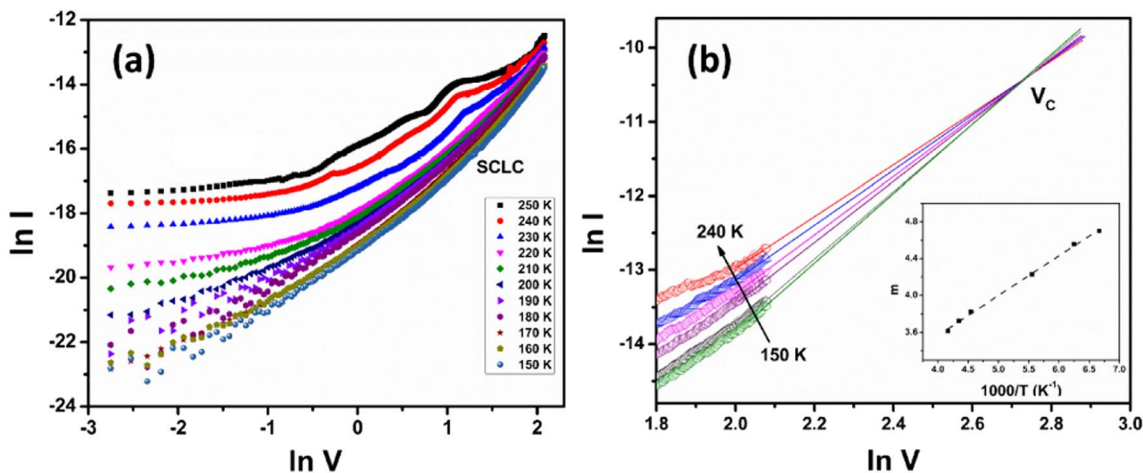 (a)
ln I
-12
-14
-16
-18
-20
-22
-24
SCLC
250 K
240 K
230 K
220 K
210 K
200 K
190 K
180 K
170 K
160 K
150 K
-3
-2
-1
0
1
2
ln V
(b)
ln I
-10
-11
-12
-13
-14
V_C
240 K
150 K
m
4.8
4.4
4.0
3.6
4.0
4.5
5.0
5.5
6.0
6.5
7.0
1000/T (K⁻¹)
1.8
2.0
2.2
2.4
2.6
2.8
3.0
ln V